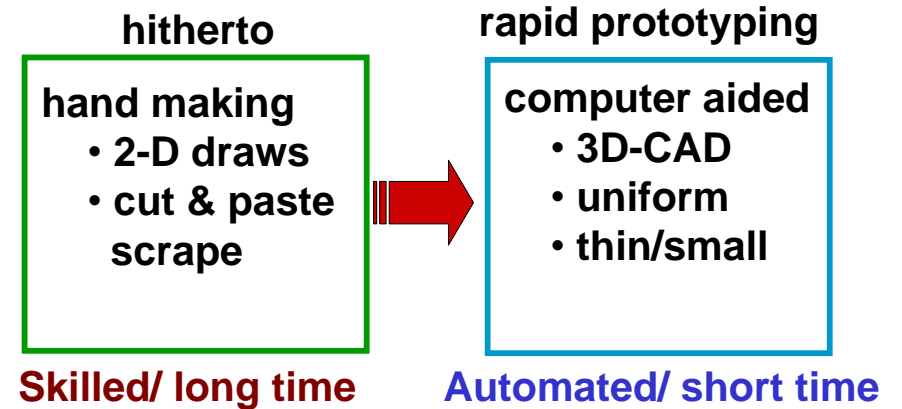 hitherto
hand making
• 2-D draws
• cut & paste
scrape
Skilled/ long time
rapid prototyping
computer aided
• 3D-CAD
• uniform
• thin/small
Automated/ short time